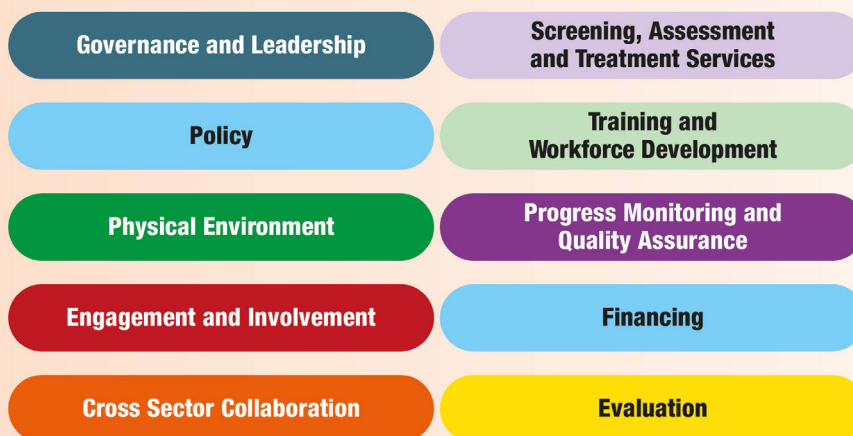 Governance and Leadership
Policy
Physical Environment
Engagement and Involvement
Cross Sector Collaboration
Screening, Assessment
and Treatment Services
Training and
Workforce Development
Progress Monitoring and
Quality Assurance
Financing
Evaluation